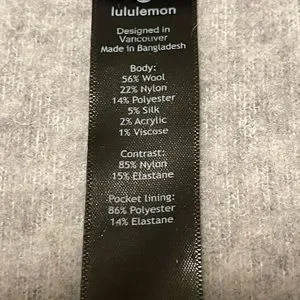 lululemon
Designed in
Vancouver
Made in Bangladesh
Body:
56% Wool
22% Nylon
14% Polyester
5% Silk
2% Acrylic
1% Viscose
Contrast:
85% Nylon
15% Elastane
Pocket lining:
86% Polyester
14% Elastane